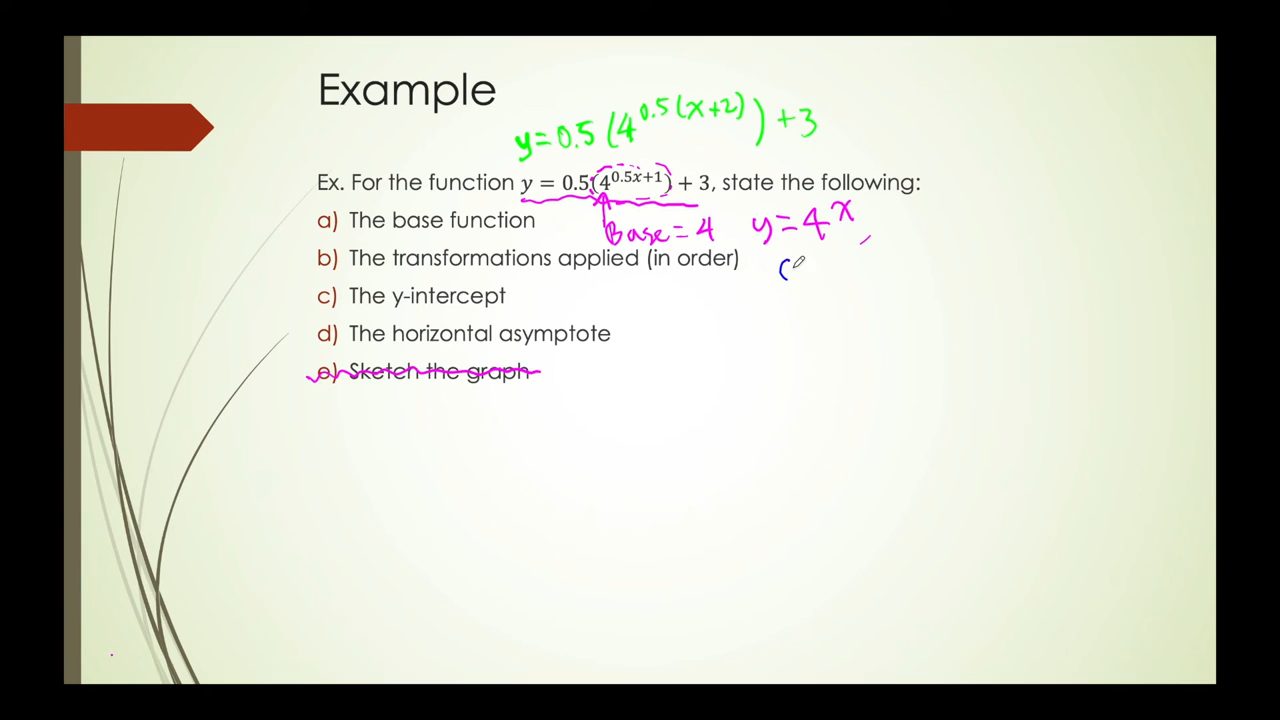 Example
y=0.5(4^{0.5(x+2)})+3
Ex. For the function y = 0.5(4^{0.5x+1}) + 3, state the following:
a) The base function
Base = 4 y=4^x,
b) The transformations applied (in order)
c) The y-intercept
d) The horizontal asymptote
e) Sketch the graph